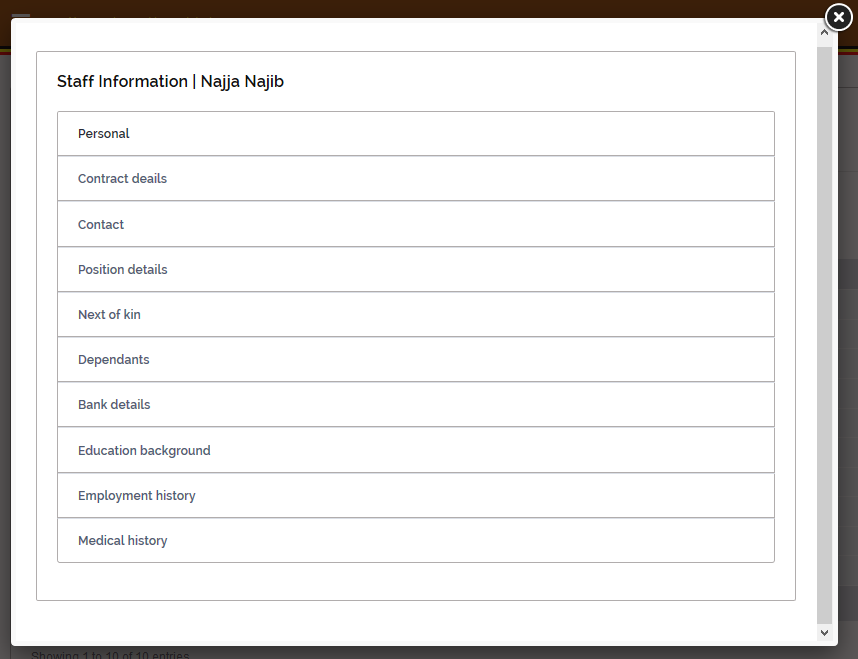 Staff Information | Najja Najib
Personal
Contract deails
Contact
Position details
Next of kin
Dependants
Bank details
Education background
Employment history
Medical history
Showing 1 to 10 of 10 entries